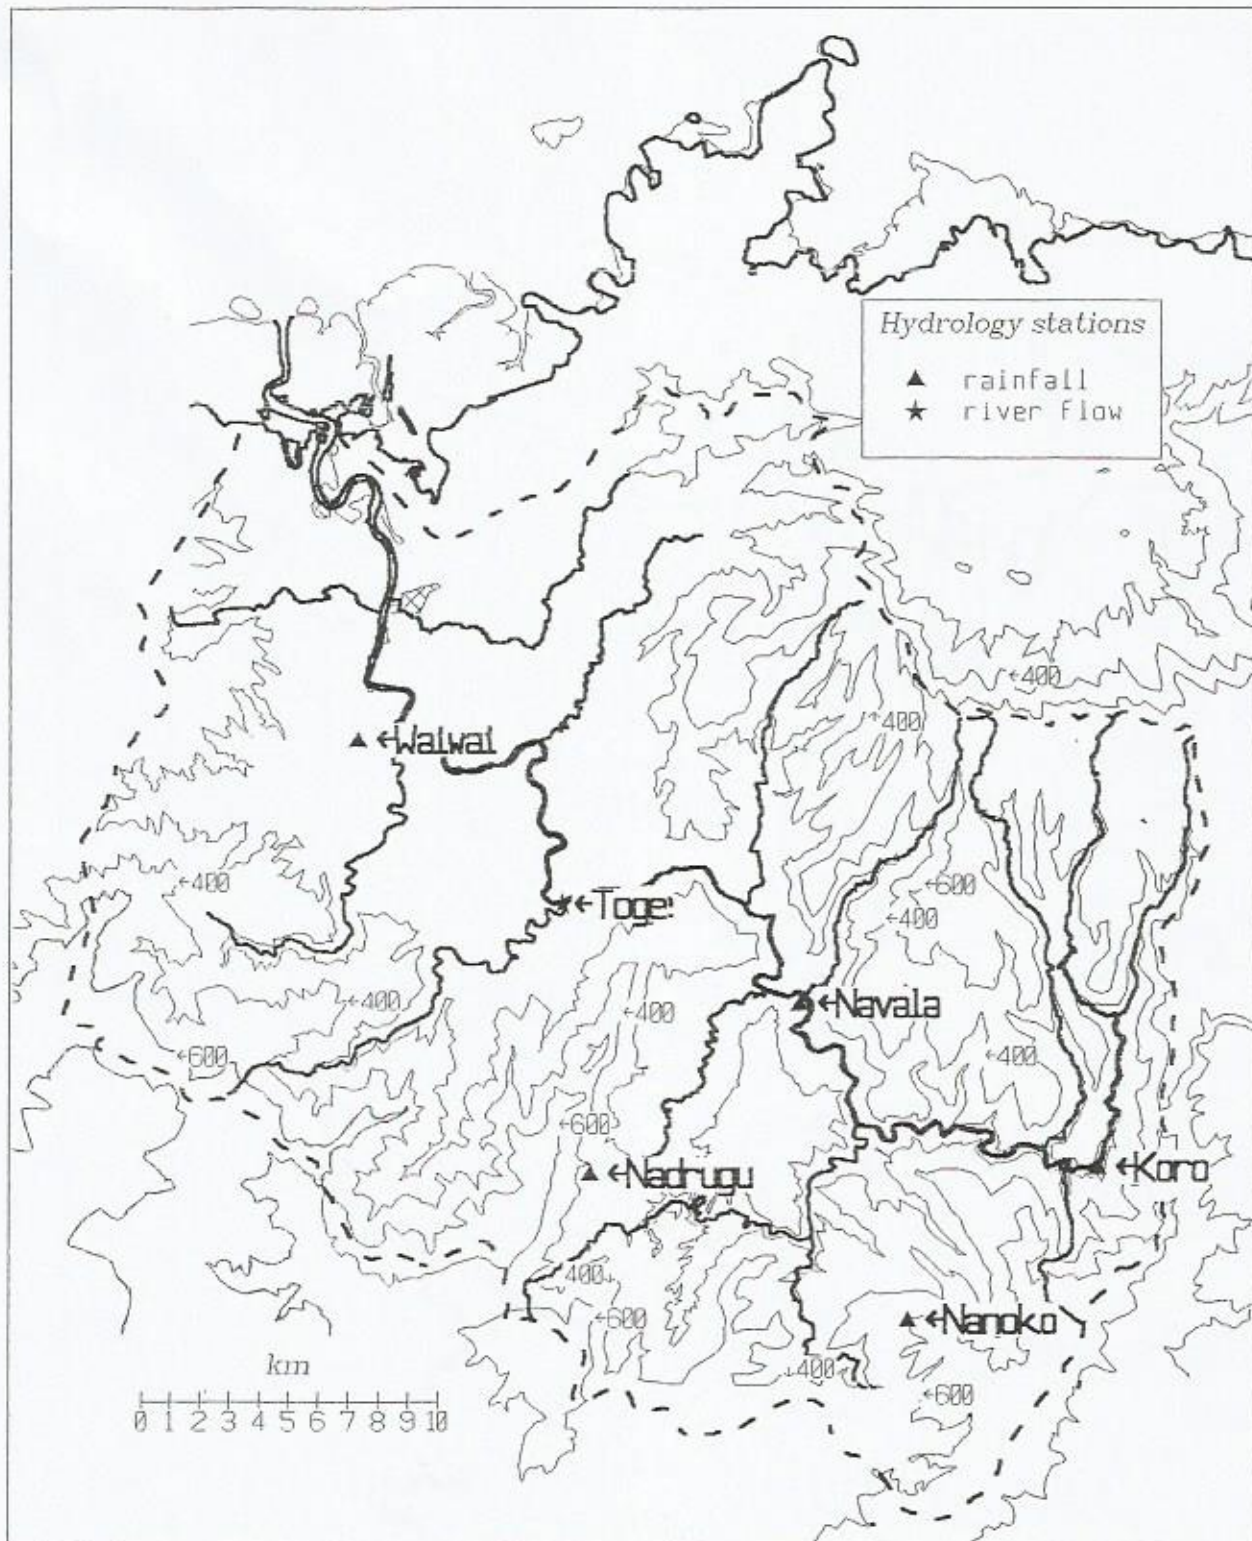 Hydrology stations
▲ rainfall
★ river flow
←400
↑400
←Waiwai
←400
←600
←400
←Toge
←400
←Navala
←400
←400
←600
←600
←Koro
←Nadrugu
400
←600
←Nanoko
←400
←600
km
0 1 2 3 4 5 6 7 8 9 10